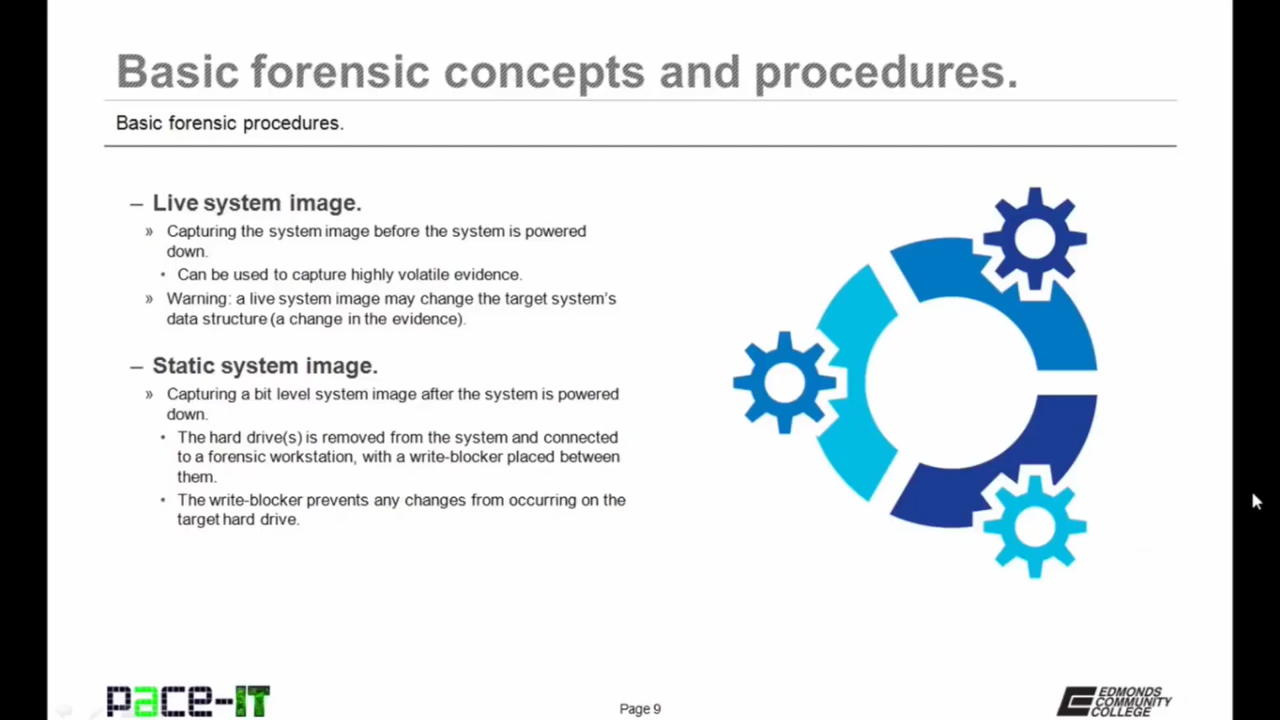 Basic forensic concepts and procedures.
Basic forensic procedures.
– Live system image.
» Capturing the system image before the system is powered
down.
• Can be used to capture highly volatile evidence.
» Warning: a live system image may change the target system's
data structure (a change in the evidence).
– Static system image.
» Capturing a bit level system image after the system is powered
down.
• The hard drive(s) is removed from the system and connected
to a forensic workstation, with a write-blocker placed between
them.
• The write-blocker prevents any changes from occurring on the
target hard drive.
pace-IT
Page 9
EDMONDS
COMMUNITY
COLLEGE